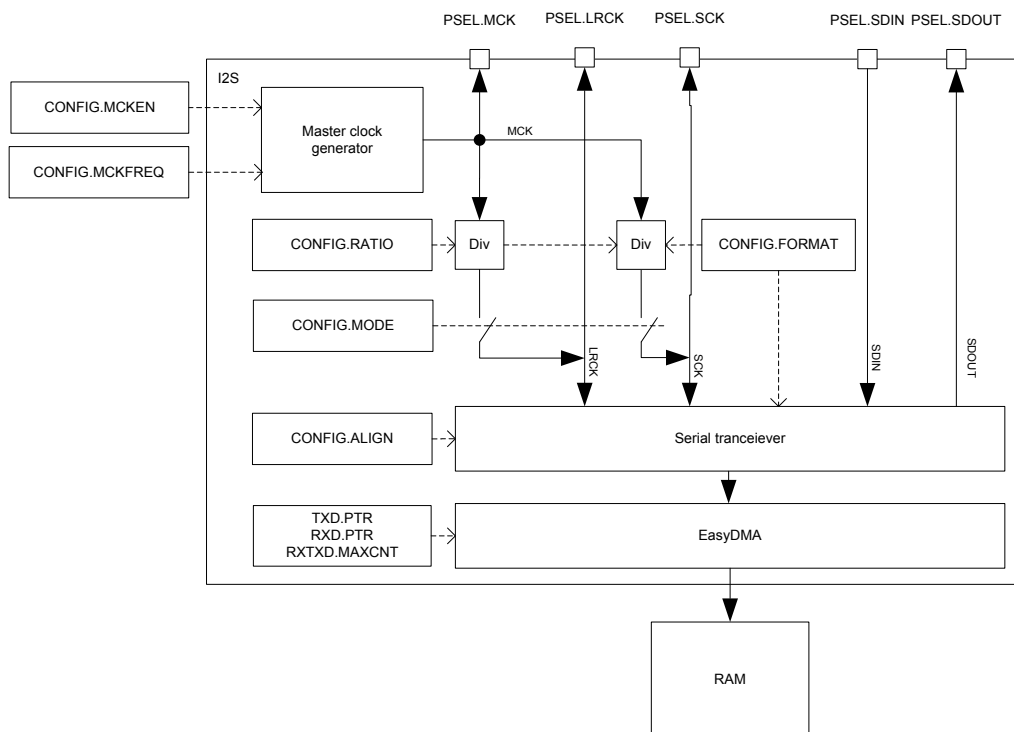 PSEL.MCK
PSEL.LRCK
PSEL.SCK
PSEL.SDIN
PSEL.SDOUT
I2S
CONFIG.MCKEN
CONFIG.MCKFREQ
Master clock
generator
MCK
CONFIG.RATIO
Div
Div
CONFIG.FORMAT
CONFIG.MODE
LRCK
SCK
SDIN
SDOUT
CONFIG.ALIGN
Serial tranceiever
TXD.PTR
RXD.PTR
RXTXD.MAXCNT
EasyDMA
RAM